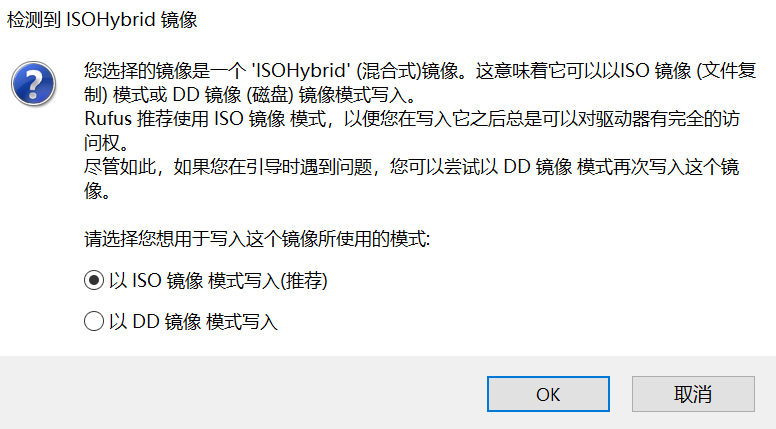 检测到 ISOHybrid 镜像
您选择的镜像是一个 'ISOHybrid' (混合式)镜像。这意味着它可以以ISO 镜像 (文件复
制) 模式或 DD 镜像 (磁盘) 镜像模式写入。
Rufus 推荐使用 ISO 镜像 模式，以便您在写入它之后总是可以对驱动器有完全的访
问权。
尽管如此，如果您在引导时遇到问题，您可以尝试以 DD 镜像 模式再次写入这个镜
像。
请选择您想用于写入这个镜像所使用的模式:
以 ISO 镜像 模式写入(推荐)
以 DD 镜像 模式写入
OK
取消